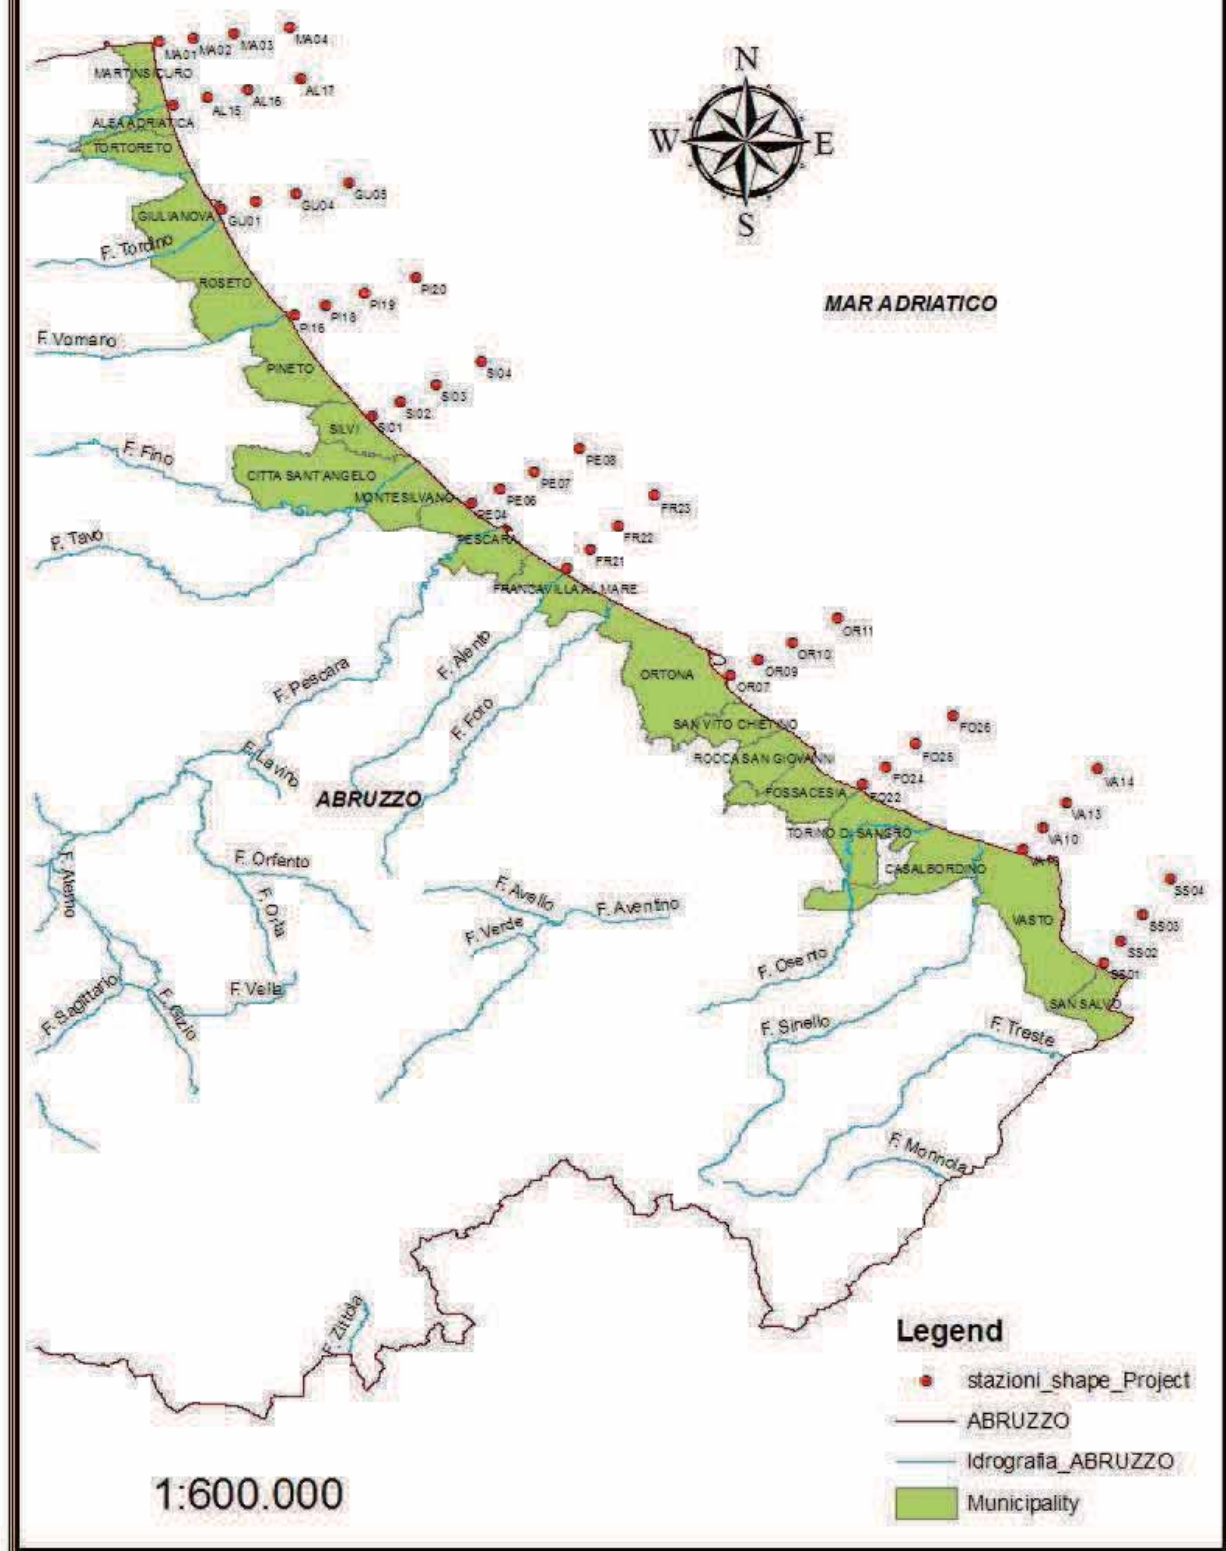 MA01 MA02 MA03 MA04
MARTINSICURO
AL15 AL16 AL17
ALBA ADRIATICA
TORTORETO
N
W E
S
GU01 GU04 GU05
GIULIANOVA
F. Tordino
ROSETO
MAR ADRIATICO
PI16 PI18 PI19 PI20
F. Vomano
PINETO
SI01 SI02 SI03 SI04
SILVI
F. Fino
CITTA SANT'ANGELO
MONTESILVANO
PE04 PE06 PE07 PE08
F. Tavo
PESCARA
FR21 FR22 FR23
FRANCAVILLA AL MARE
F. Pescara
F. Alento
F. Foro
OR07 OR09 OR10 OR11
ORTONA
SAN VITO CHIETINO
ROCCA SAN GIOVANNI
F. Lavino
ABRUZZO
FOSSACESIA
FO22 FO24 FO25 FO26
TORINO DI SANGRO
CASALBORDINO
VA10 VA13 VA14
F. Aterno
F. Orfento
F. Orta
F. Avello
F. Aventino
F. Verde
VASTO
SS01 SS02 SS03 SS04
F. Osento
F. Sagittario
F. Gizio
F. Vella
SAN SALVO
F. Sinello
F. Treste
F. Monnola
F. Zittola
Legend
stazioni_shape_Project
ABRUZZO
Idrografia_ABRUZZO
Municipality
1:600.000